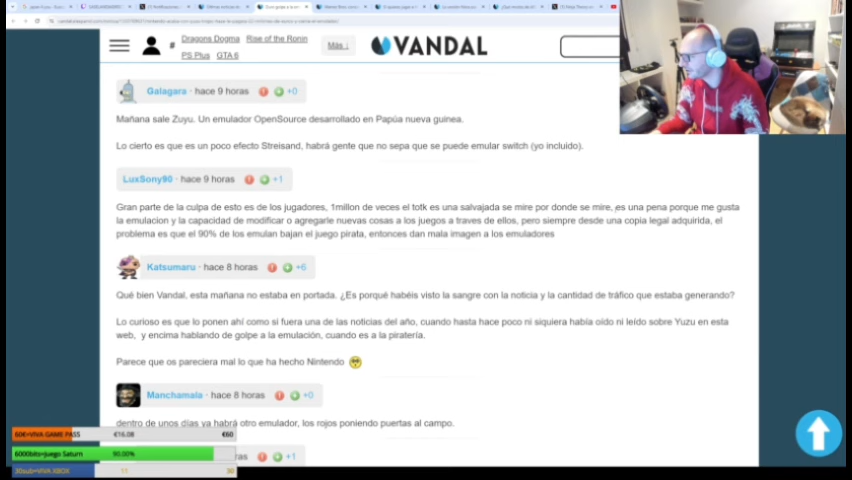 Dragons Dogma Rise of the Ronin
# PS Plus GTA 6
Más ↓
VANDAL
Galagara · hace 9 horas +0
Mañana sale Zuyu. Un emulador OpenSource desarrollado en Papúa nueva guinea.
Lo cierto es que es un poco efecto Streisand, habrá gente que no sepa que se puede emular switch (yo incluido).
LuxSony90 · hace 9 horas +1
Gran parte de la culpa de esto es de los jugadores, 1millon de veces el totk es una salvajada se mire por donde se mire, es una pena porque me gusta
la emulacion y la capacidad de modificar o agregarle nuevas cosas a los juegos a traves de ellos, pero siempre desde una copia legal adquirida, el
problema es que el 90% de los emulan bajan el juego pirata, entonces dan mala imagen a los emuladores
Katsumaru · hace 8 horas +6
Qué bien Vandal, esta mañana no estaba en portada. ¿Es porqué habéis visto la sangre con la noticia y la cantidad de tráfico que estaba generando?
Lo curioso es que lo ponen ahí como si fuera una de las noticias del año, cuando hasta hace poco ni siquiera había oído ni leído sobre Yuzu en esta
web, y encima hablando de golpe a la emulación, cuando es a la piratería.
Parece que os pareciera mal lo que ha hecho Nintendo
Manchamala · hace 8 horas +0
dentro de unos días ya habrá otro emulador, los rojos poniendo puertas al campo.
60€=VIVA GAME PASS €16.08 €60
6000bits=juego Saturn 90.00%
30sub=VIVA XBOX 11 30
ras +1